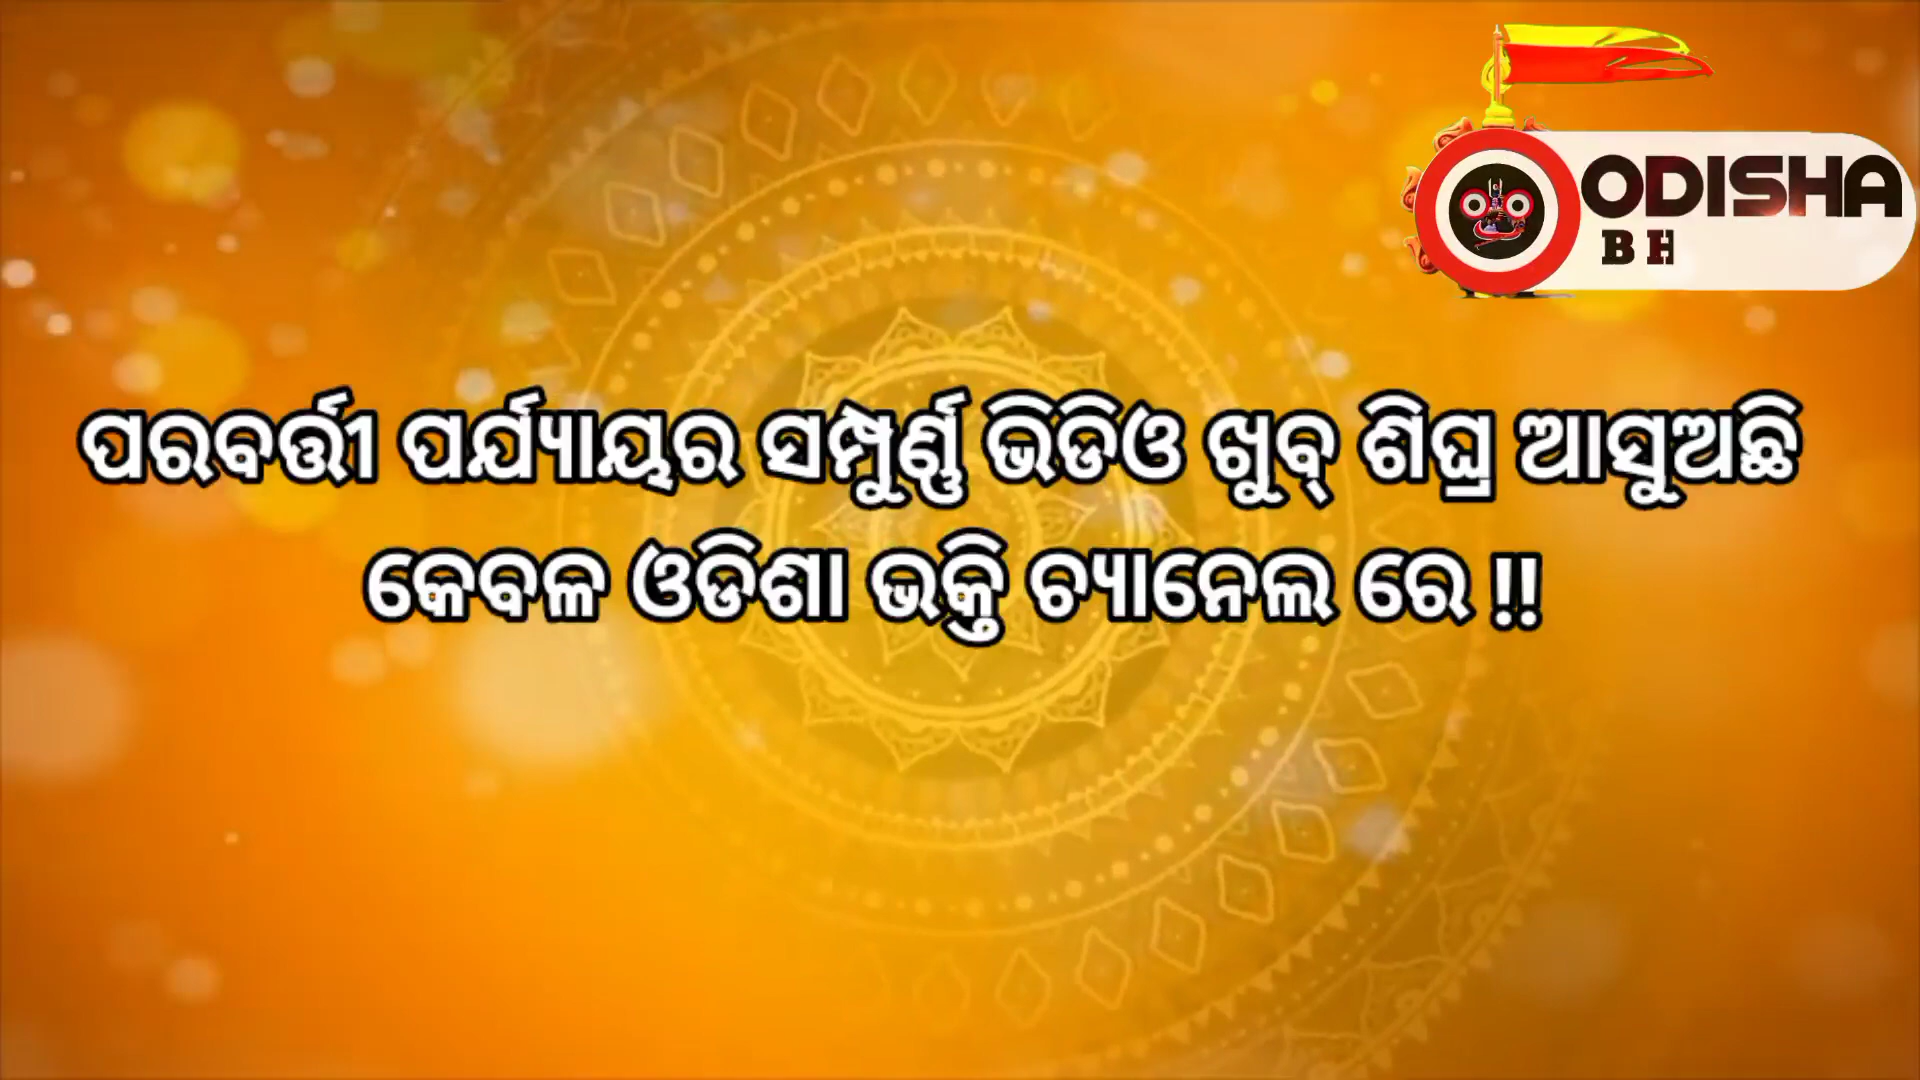 ODISHA
BH
ପରବର୍ତ୍ତୀ ପର୍ଯ୍ୟାୟର ସମ୍ପୁର୍ଣ୍ଣ ଭିଡିଓ ଖୁବ୍ ଶିଘ୍ର ଆସୁଅଛି
କେବଳ ଓଡିଶା ଭକ୍ତି ଚ୍ୟାନେଲ ରେ !!